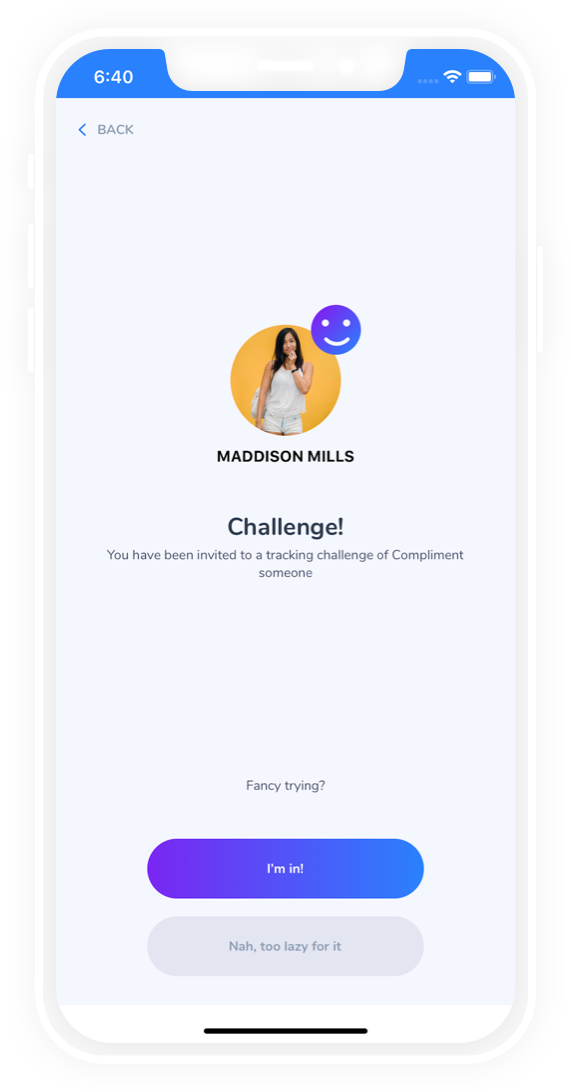 6:40
BACK
MADDISON MILLS
Challenge!
You have been invited to a tracking challenge of Compliment
someone
Fancy trying?
I'm in!
Nah, too lazy for it